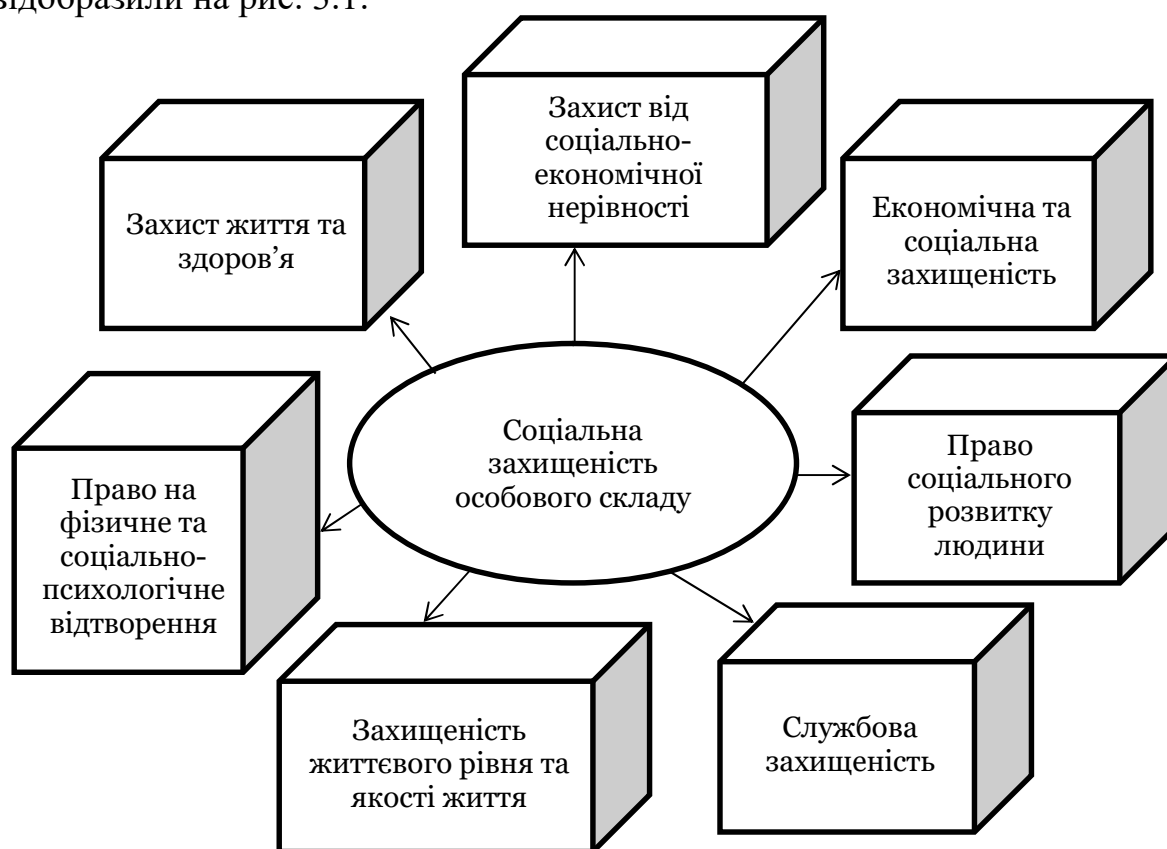 відобразили на рис. 3.1.
Захист від
соціально-
економічної
нерівності
Захист життя та
здоров’я
Економічна та
соціальна
захищеність
Соціальна
захищеність
особового складу
Право
соціального
розвитку
людини
Право на
фізичне та
соціально-
психологічне
відтворення
Захищеність
життєвого рівня та
якості життя
Службова
захищеність